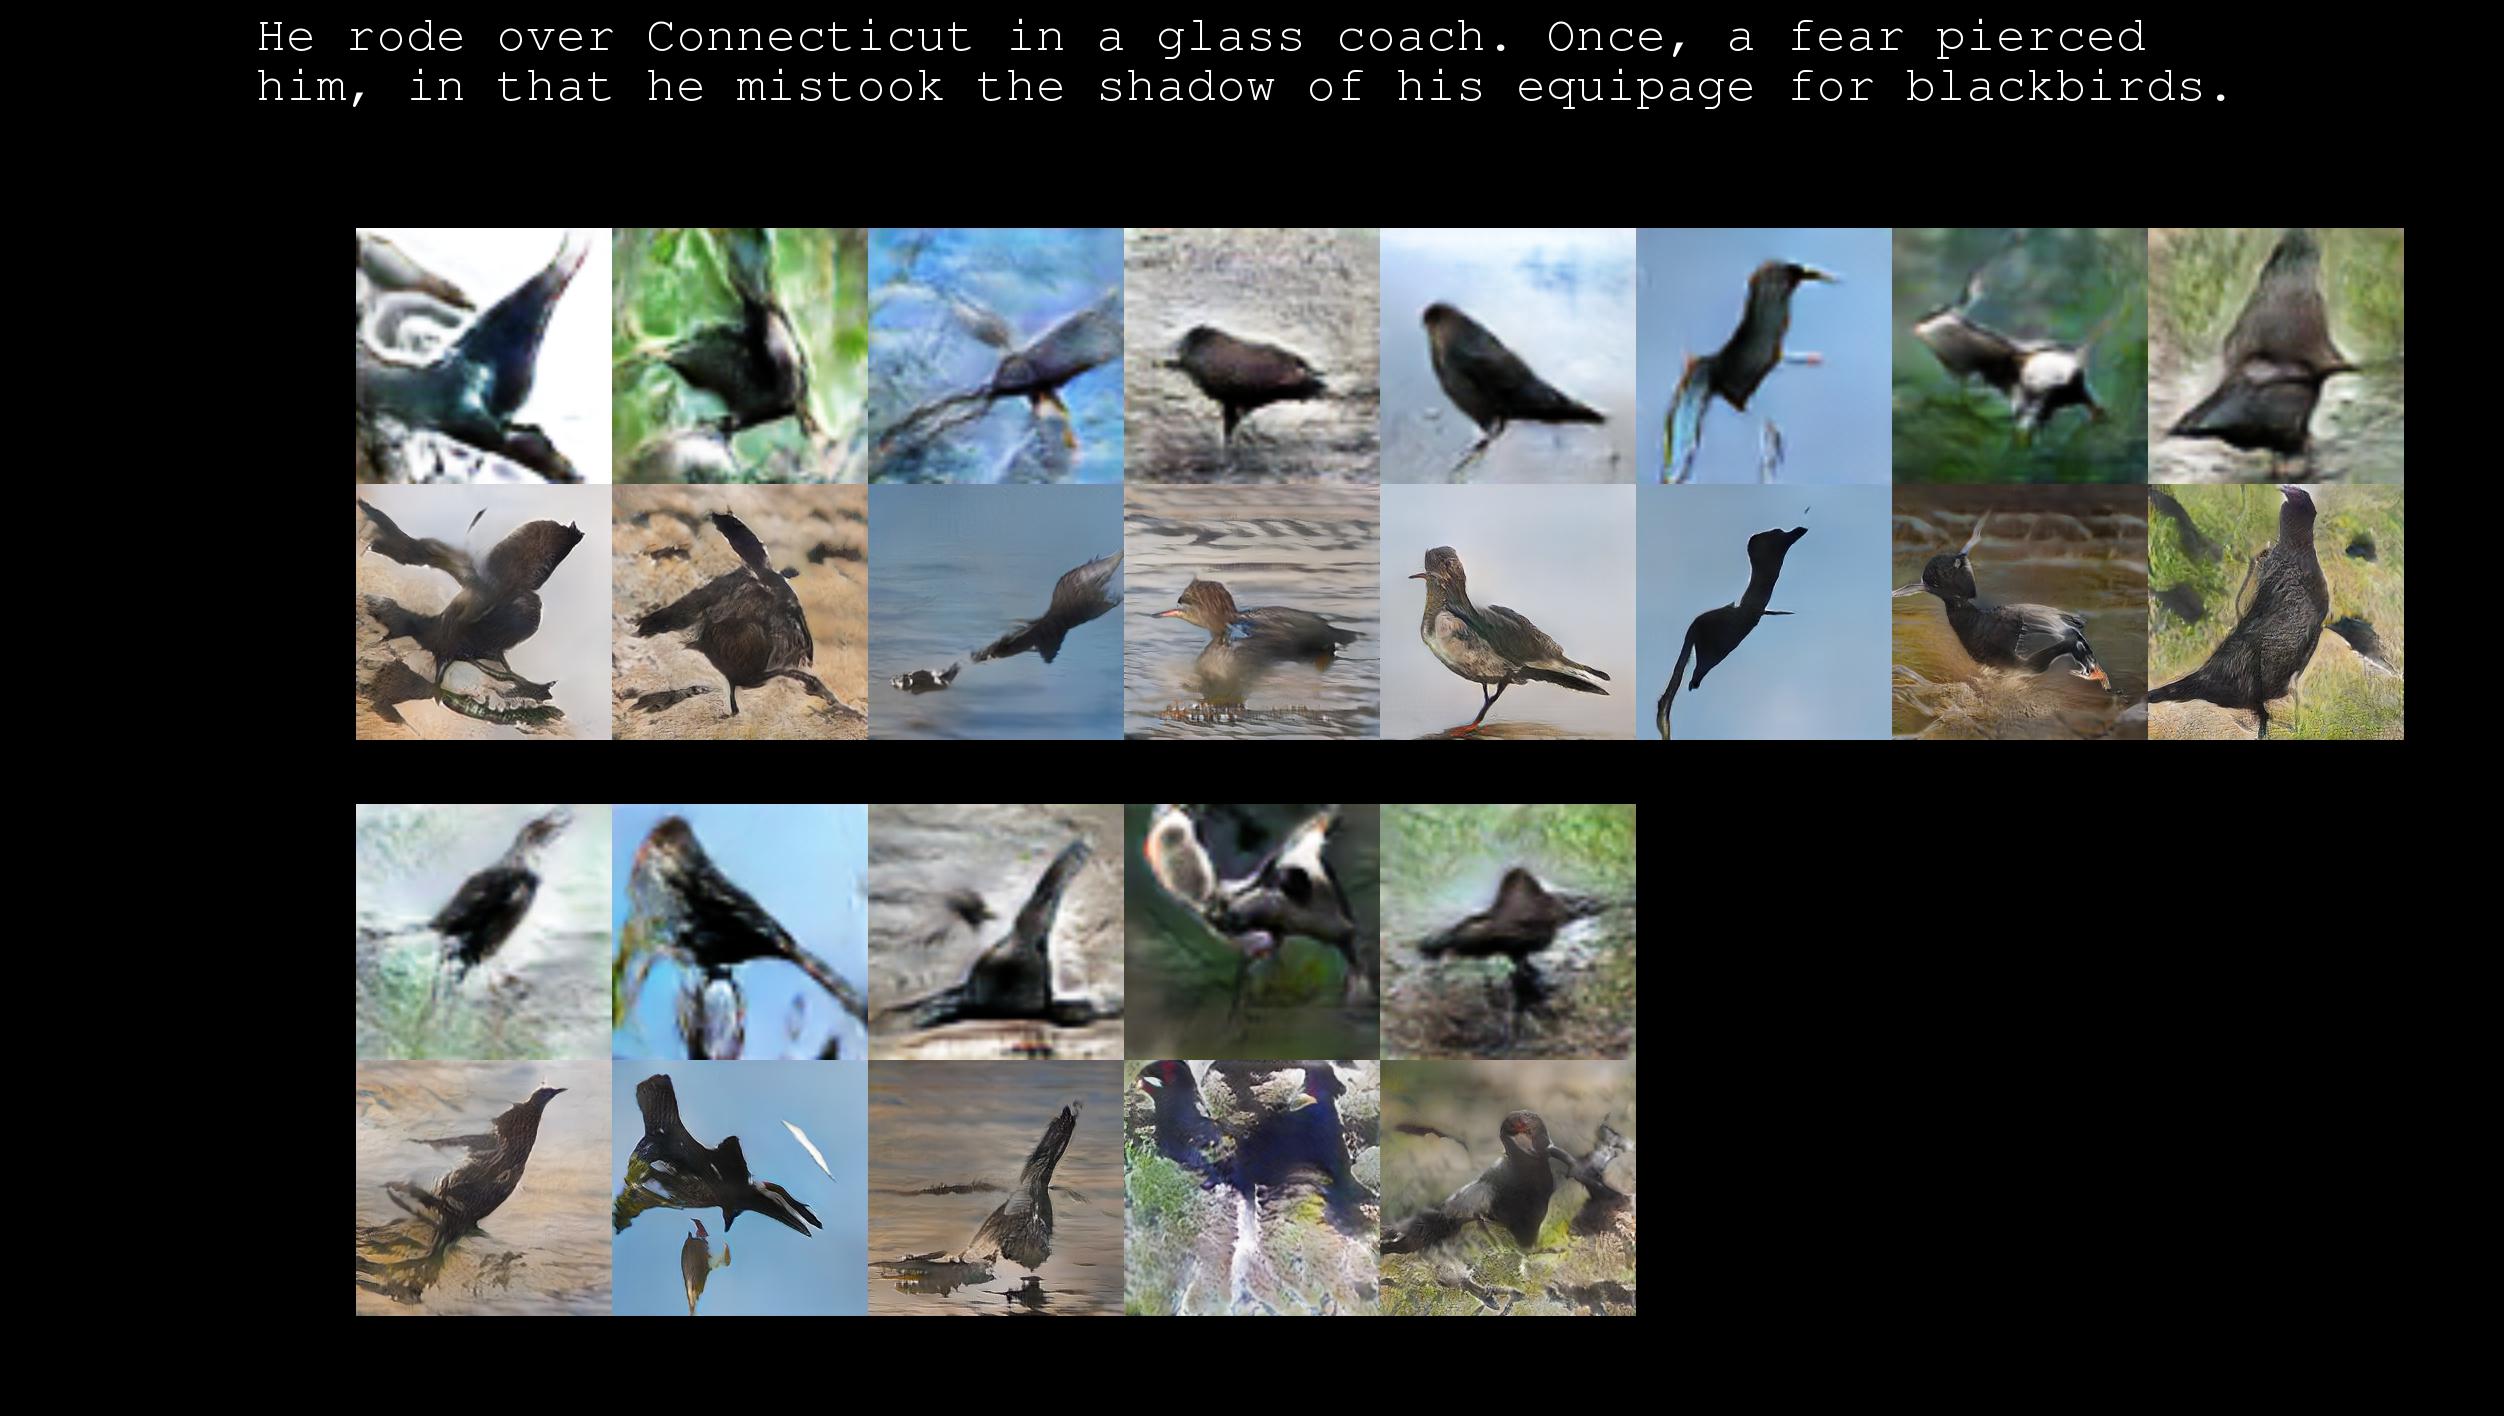 He rode over Connecticut in a glass coach. Once, a fear pierced
him, in that he mistook the shadow of his equipage for blackbirds.